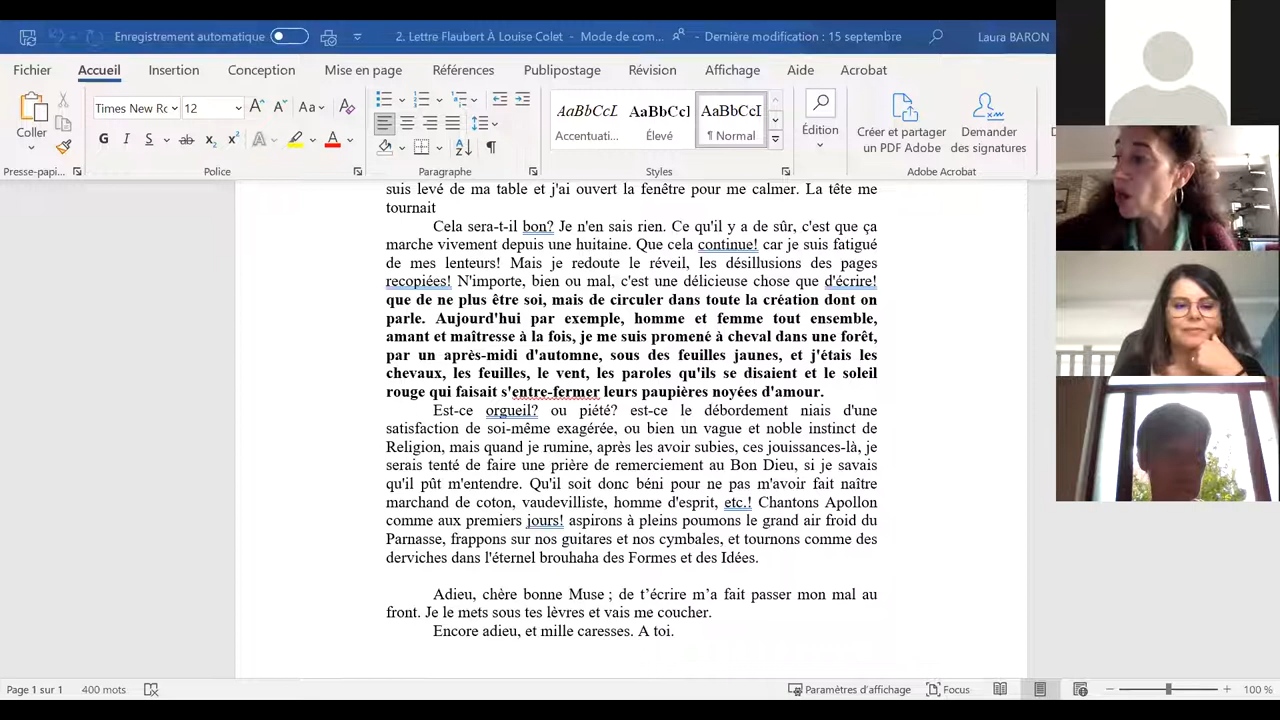 Enregistrement automatique
2. Lettre Flaubert À Louise Colet - Mode de com...
- Dernière modification : 15 septembre
Laura BARON
Fichier Accueil Insertion Conception Mise en page Références Publipostage Révision Affichage Aide Acrobat
Coller
Times New Rc 12
G I S ab x₂ x² A A
Aa
AaBbCcL AaBbCcI AaBbCcI
Accentuati... Élevé ¶ Normal
Édition
Créer et partager
un PDF Adobe
Demander
des signatures
Presse-papi... Police Paragraphe Styles Adobe Acrobat
suis levé de ma table et j'ai ouvert la fenêtre pour me calmer. La tête me
tournait
Cela sera-t-il bon? Je n'en sais rien. Ce qu'il y a de sûr, c'est que ça
marche vivement depuis une huitaine. Que cela continue! car je suis fatigué
de mes lenteurs! Mais je redoute le réveil, les désillusions des pages
recopiées! N'importe, bien ou mal, c'est une délicieuse chose que d'écrire!
que de ne plus être soi, mais de circuler dans toute la création dont on
parle. Aujourd'hui par exemple, homme et femme tout ensemble,
amant et maîtresse à la fois, je me suis promené à cheval dans une forêt,
par un après-midi d'automne, sous des feuilles jaunes, et j'étais les
chevaux, les feuilles, le vent, les paroles qu'ils se disaient et le soleil
rouge qui faisait s'entre-fermer leurs paupières noyées d'amour.
Est-ce orgueil? ou piété? est-ce le débordement niais d'une
satisfaction de soi-même exagérée, ou bien un vague et noble instinct de
Religion, mais quand je rumine, après les avoir subies, ces jouissances-là, je
serais tenté de faire une prière de remerciement au Bon Dieu, si je savais
qu'il pût m'entendre. Qu'il soit donc béni pour ne pas m'avoir fait naître
marchand de coton, vaudevilliste, homme d'esprit, etc.! Chantons Apollon
comme aux premiers jours! aspirons à pleins poumons le grand air froid du
Parnasse, frappons sur nos guitares et nos cymbales, et tournons comme des
derviches dans l'éternel brouhaha des Formes et des Idées.
Adieu, chère bonne Muse ; de t’écrire m’a fait passer mon mal au
front. Je le mets sous tes lèvres et vais me coucher.
Encore adieu, et mille caresses. A toi.
Page 1 sur 1 400 mots Paramètres d'affichage Focus 100 %